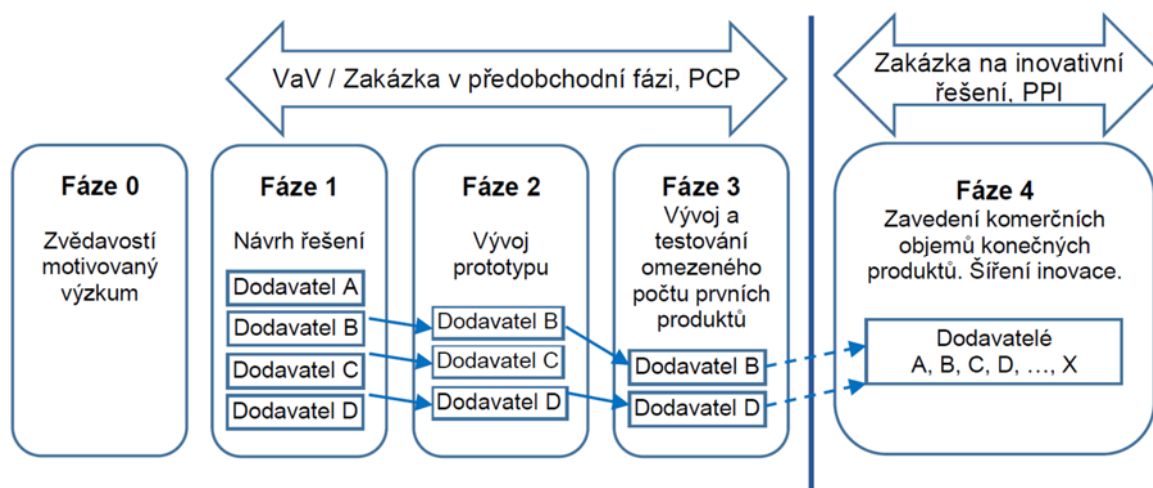 VaV / Zakázka v předobchodní fázi, PCP
Zakázka na inovativní
řešení, PPI
Fáze 0
Zvědavostí
motivovaný
výzkum
Fáze 1
Návrh řešení
Dodavatel A
Dodavatel B
Dodavatel C
Dodavatel D
Fáze 2
Vývoj
prototypu
Dodavatel B
Dodavatel C
Dodavatel D
Fáze 3
Vývoj a
testování
omezeného
počtu prvních
produktů
Dodavatel B
Dodavatel D
Fáze 4
Zavedení komerčních
objemů konečných
produktů. Šíření inovace.
Dodavatelé
A, B, C, D, …, X